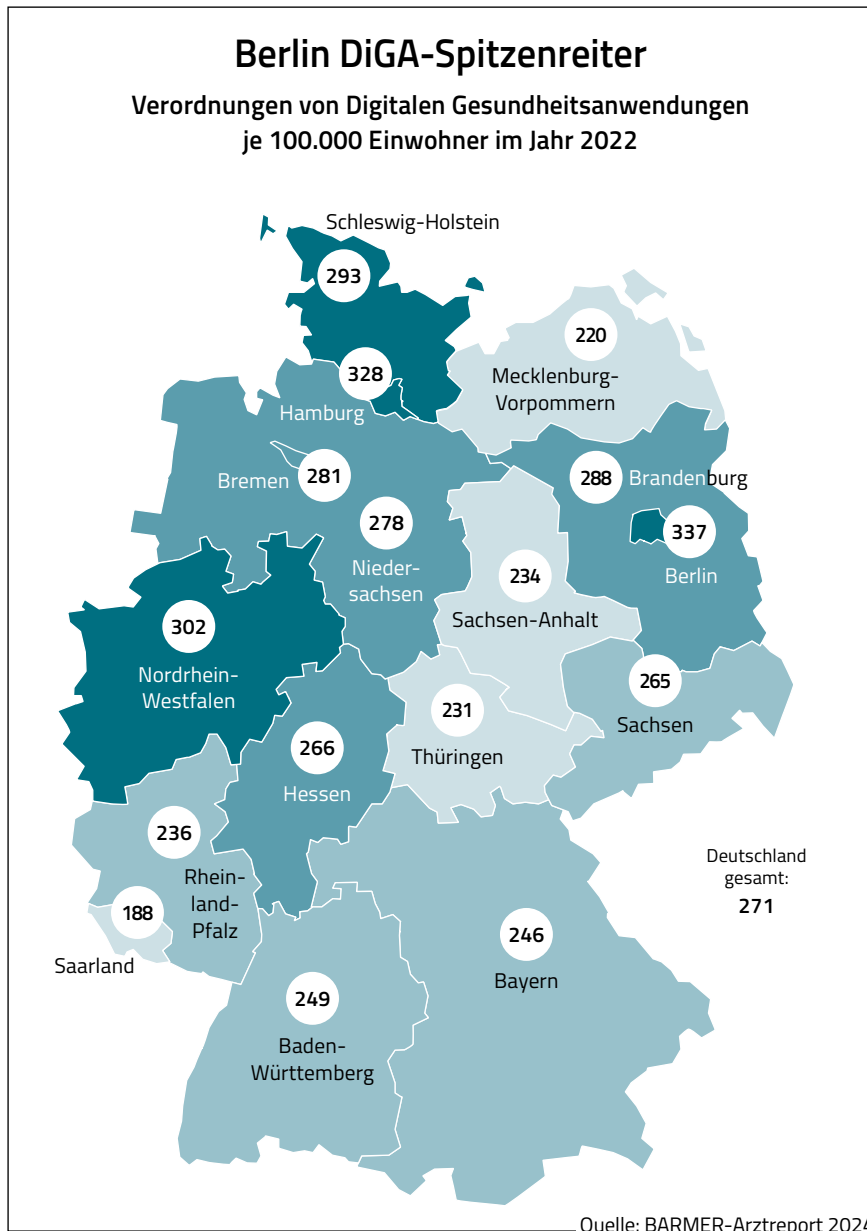 Berlin DiGA-Spitzenreiter
Verordnungen von Digitalen Gesundheitsanwendungen
je 100.000 Einwohner im Jahr 2022
Schleswig-Holstein
293
220
Mecklenburg-
Vorpommern
328
Hamburg
Bremen
281
288
Brandenburg
278
Nieder-
sachsen
337
Berlin
234
Sachsen-Anhalt
302
Nordrhein-
Westfalen
265
Sachsen
231
Thüringen
266
Hessen
236
Rhein-
land-
Pfalz
Deutschland
gesamt:
271
188
Saarland
246
Bayern
249
Baden-
Württemberg
Quelle: BARMER-Arztreport 2024